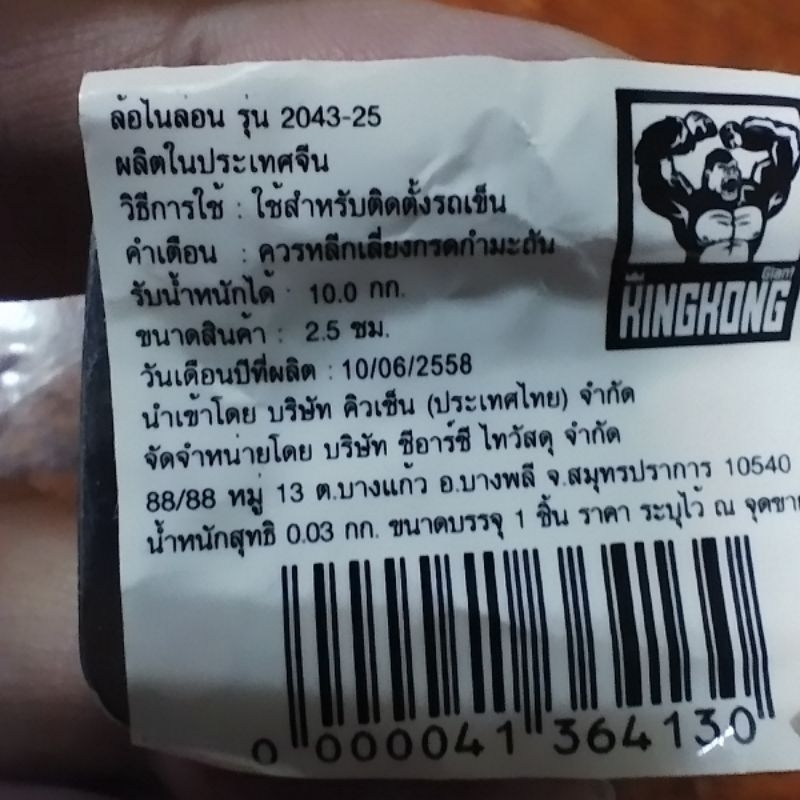 ล้อไนล่อน รุ่น 2043-25
ผลิตในประเทศจีน
วิธีการใช้ : ใช้สำหรับติดตั้งรถเข็น
คำเตือน : ควรหลีกเลี่ยงกรดกำมะถัน
รับน้ำหนักได้ : 10.0 กก.
ขนาดสินค้า : 2.5 ซม.
วันเดือนปีที่ผลิต : 10/06/2558
นำเข้าโดย บริษัท คิวเช็น (ประเทศไทย) จำกัด
จัดจำหน่ายโดย บริษัท ซีอาร์ซี ไทวัสดุ จำกัด
88/88 หมู่ 13 ต.บางแก้ว อ.บางพลี จ.สมุทรปราการ 10540
น้ำหนักสุทธิ 0.03 กก. ขนาดบรรจุ 1 ชิ้น ราคา ระบุไว้ ณ จุดขาย
Giant
KINGKONG
0 000041 364130